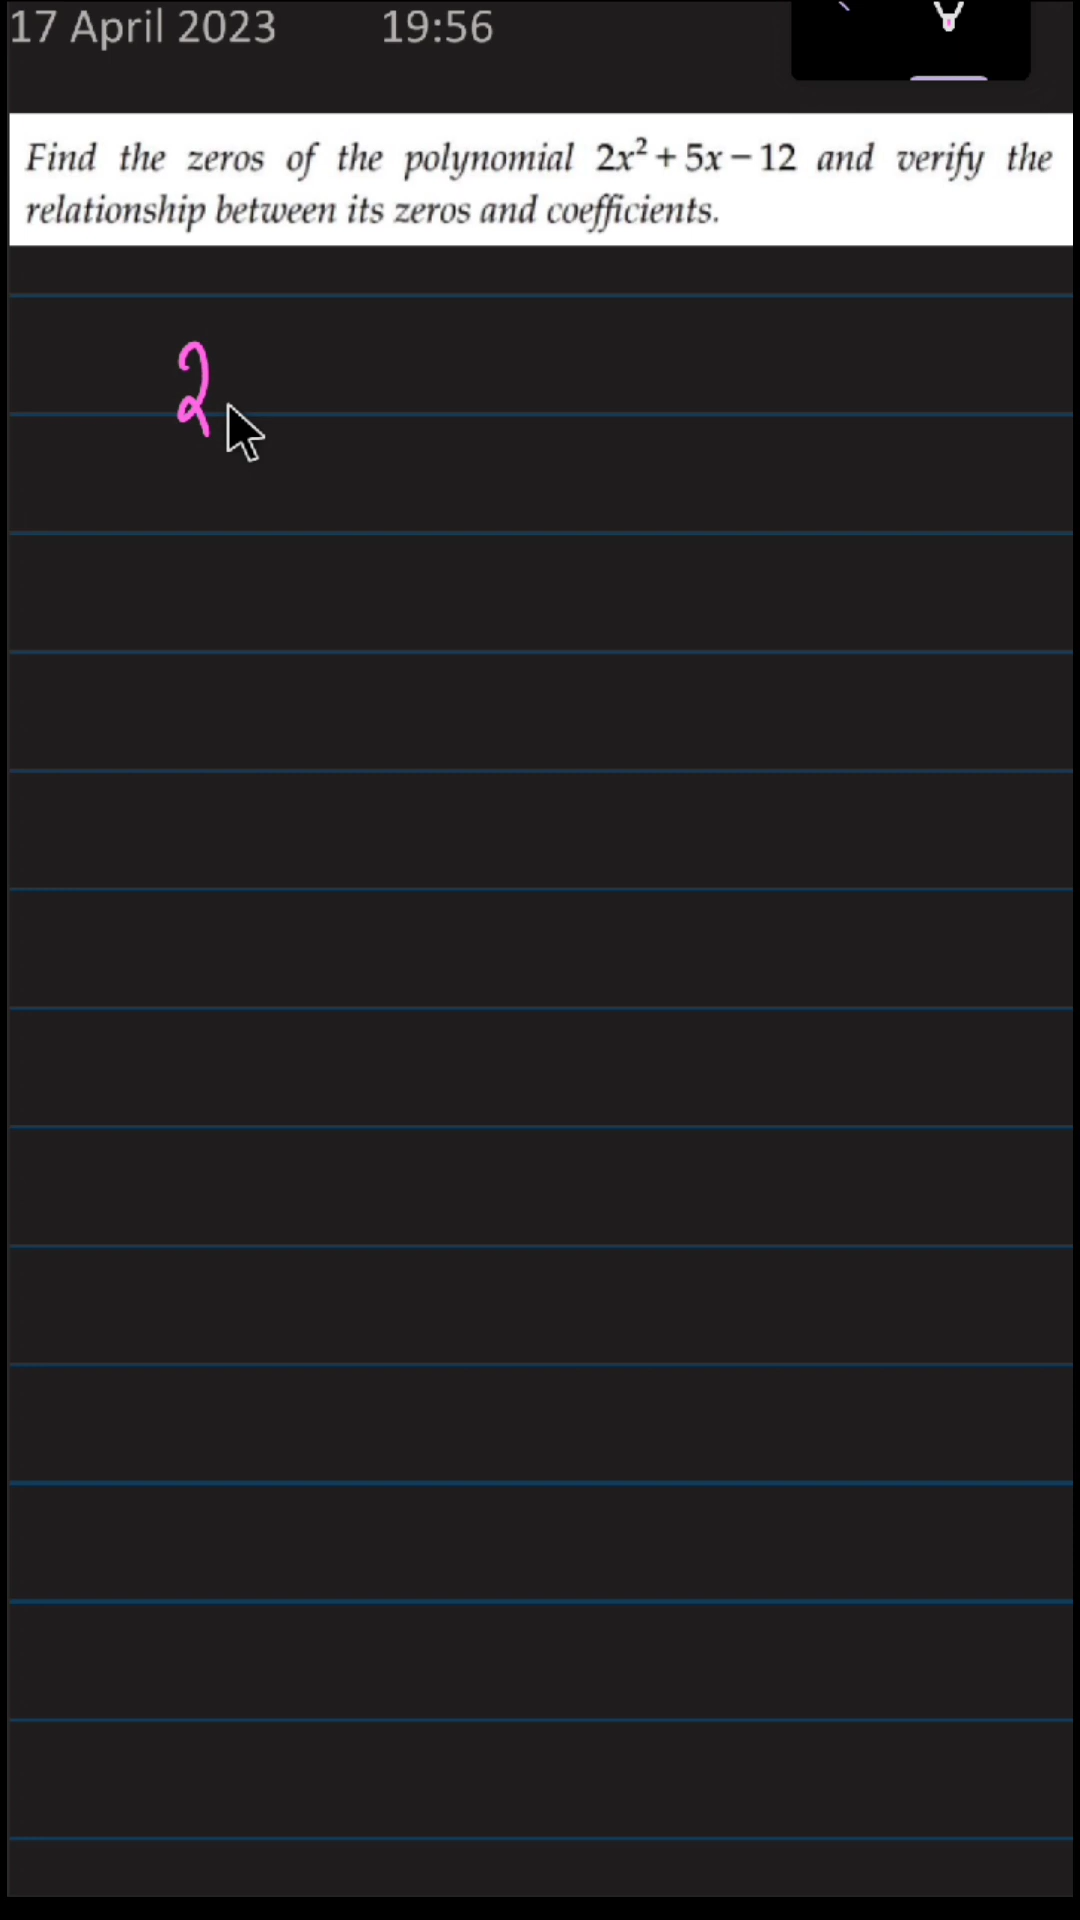 17 April 2023 19:56
Find the zeros of the polynomial 2x² + 5x − 12 and verify the
relationship between its zeros and coefficients.
2